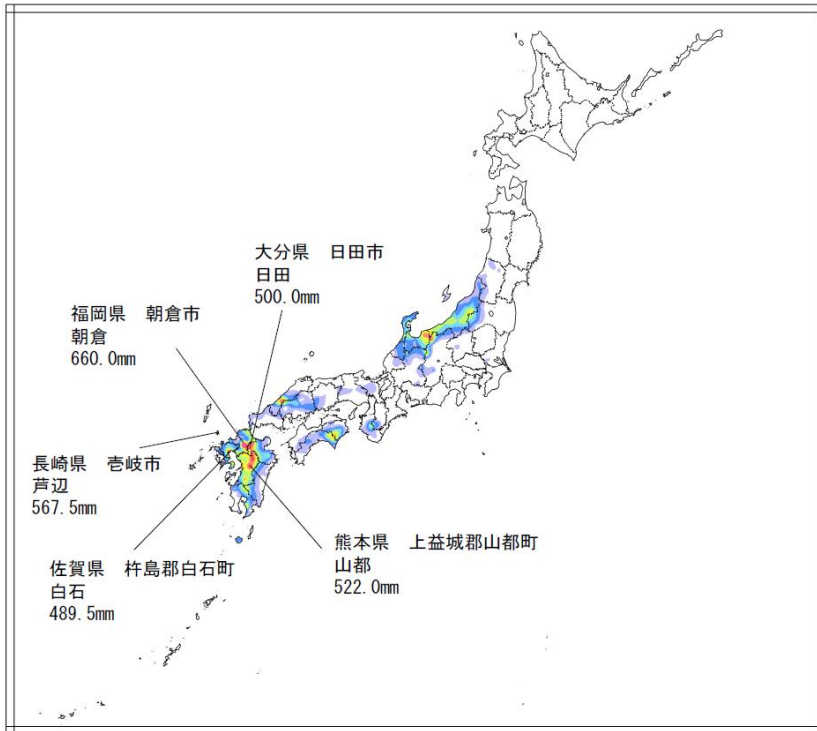 大分県　日田市
日田
500.0mm
福岡県　朝倉市
朝倉
660.0mm
長崎県　壱岐市
芦辺
567.5mm
佐賀県　杵島郡白石町
白石
489.5mm
熊本県　上益城郡山都町
山都
522.0mm